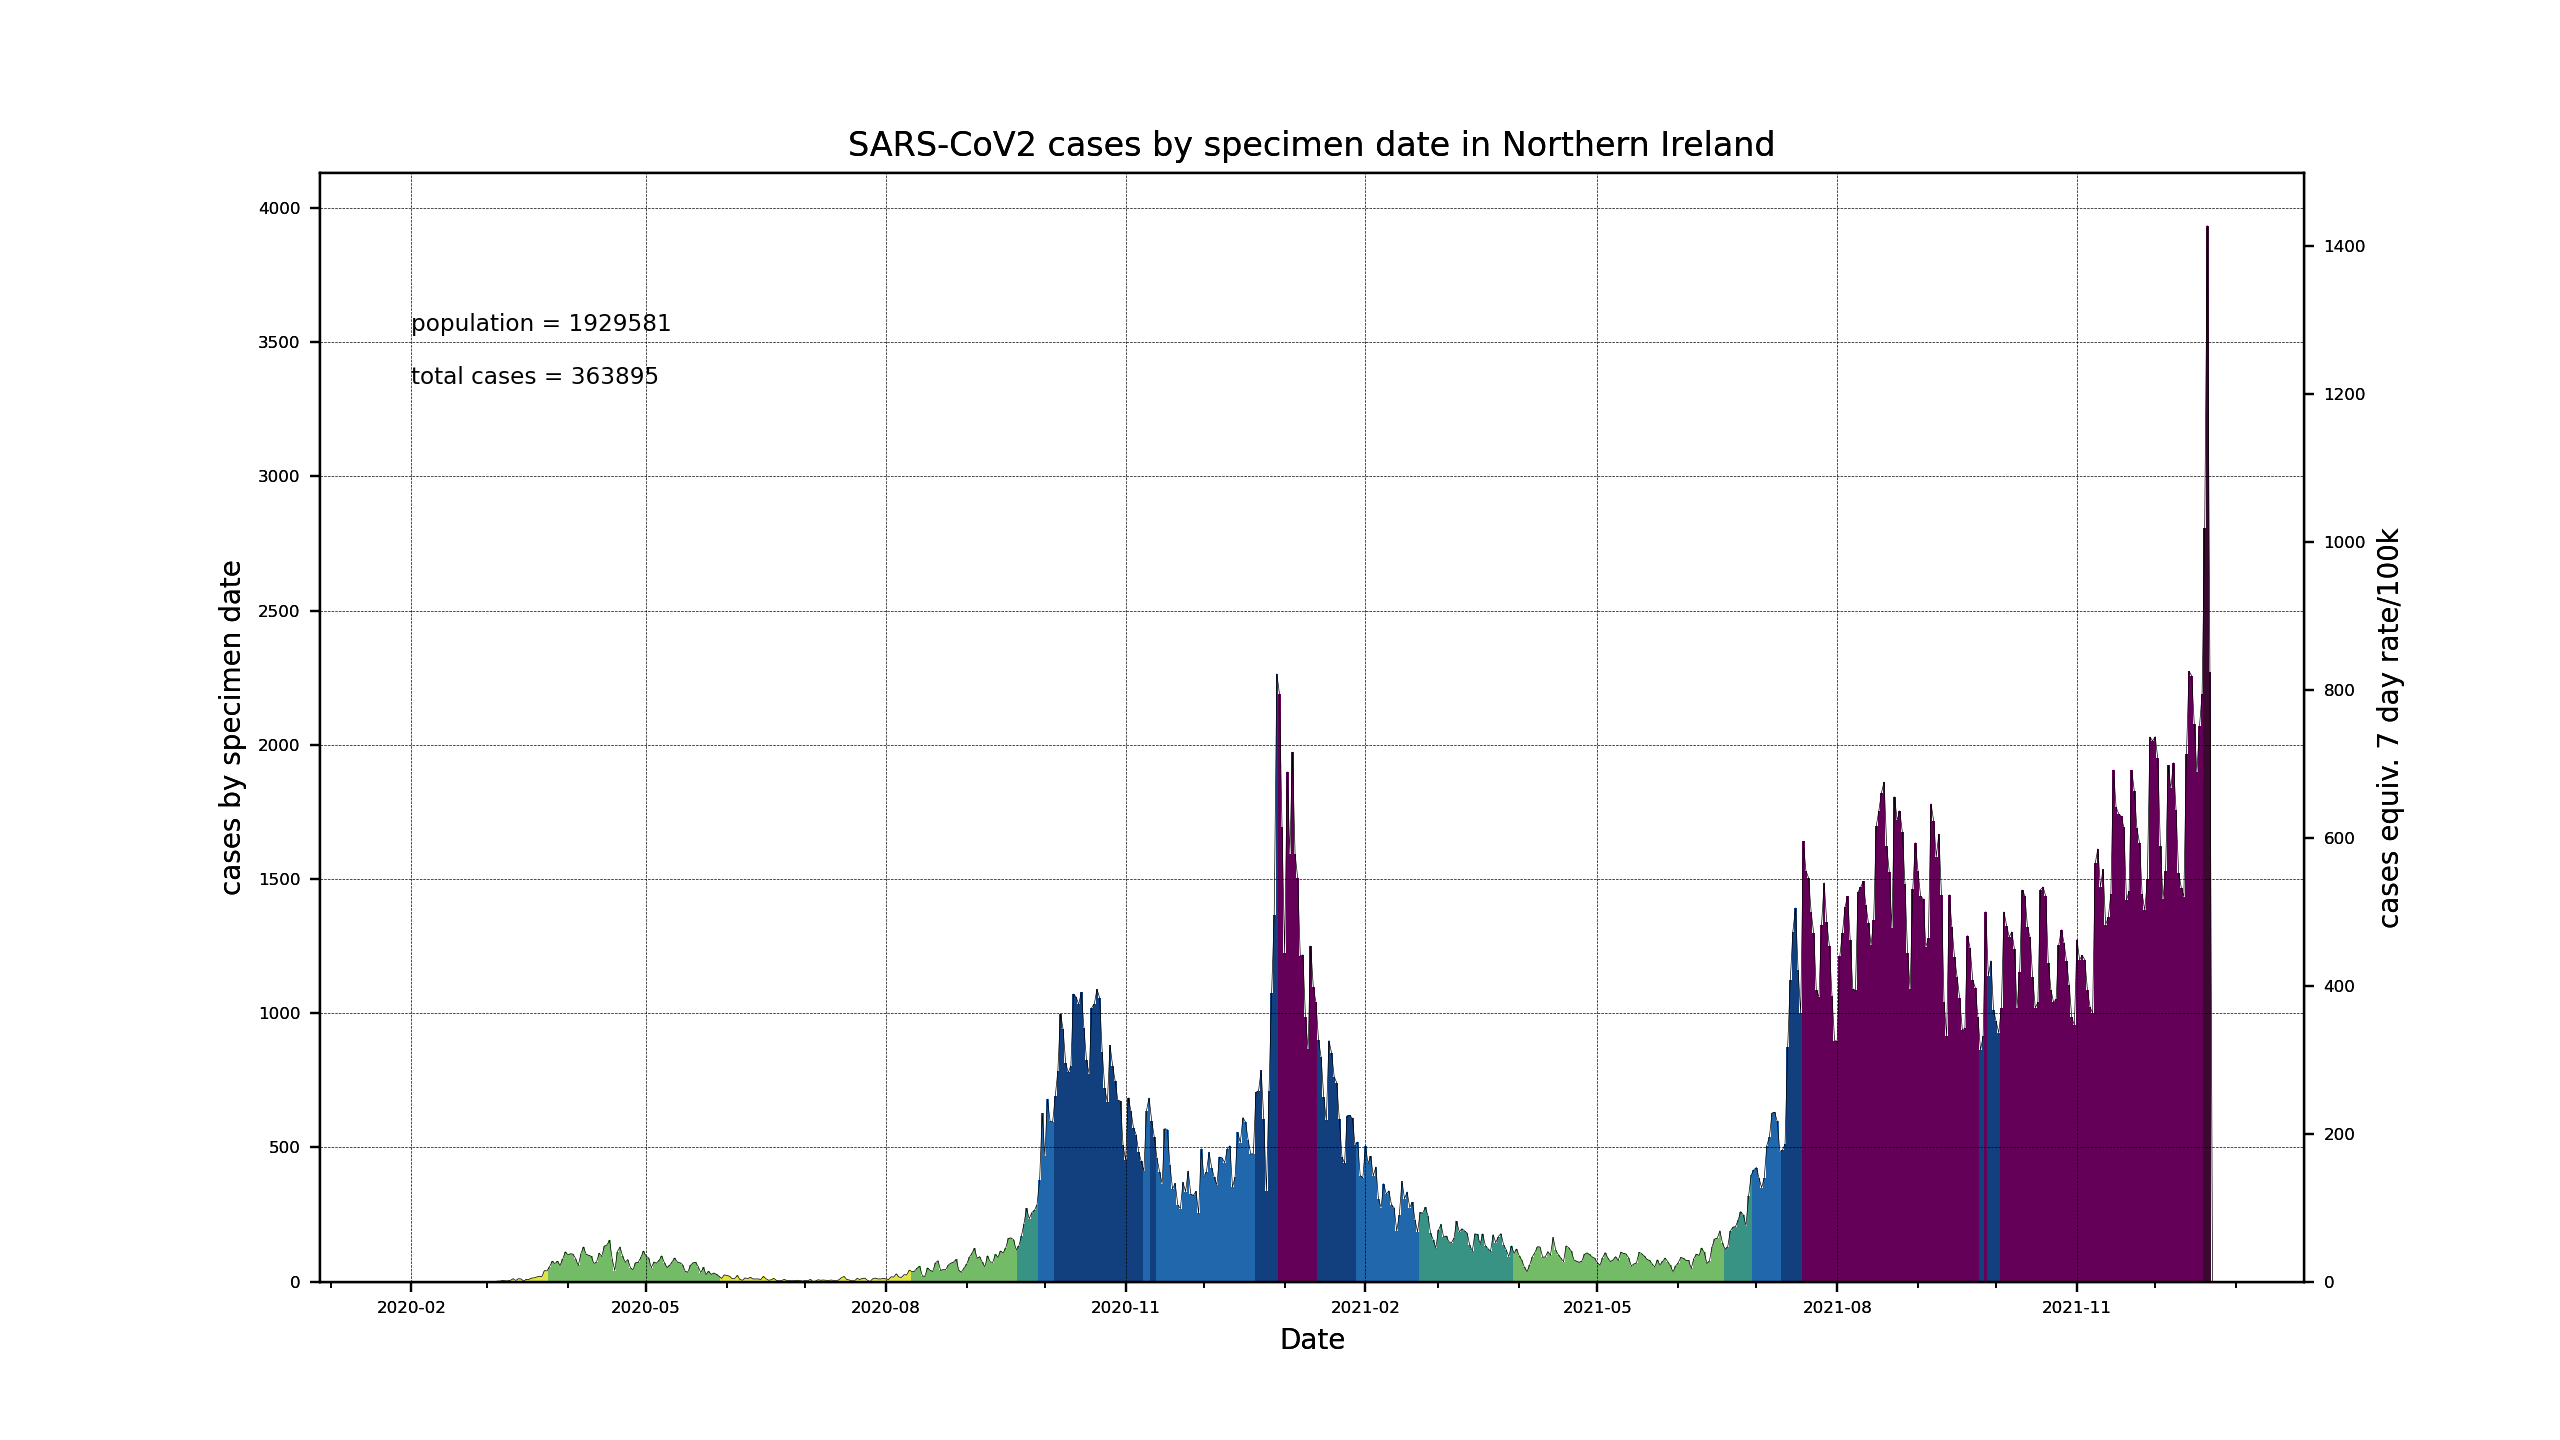 SARS-CoV2 cases by specimen date in Northern Ireland
population = 1929581
total cases = 363895
cases by specimen date
4000
3500
3000
2500
2000
1500
1000
500
0
1400
1200
1000
800
600
400
200
0
cases equiv. 7 day rate/100k
2020-02 2020-05 2020-08 2020-11 2021-02 2021-05 2021-08 2021-11
Date